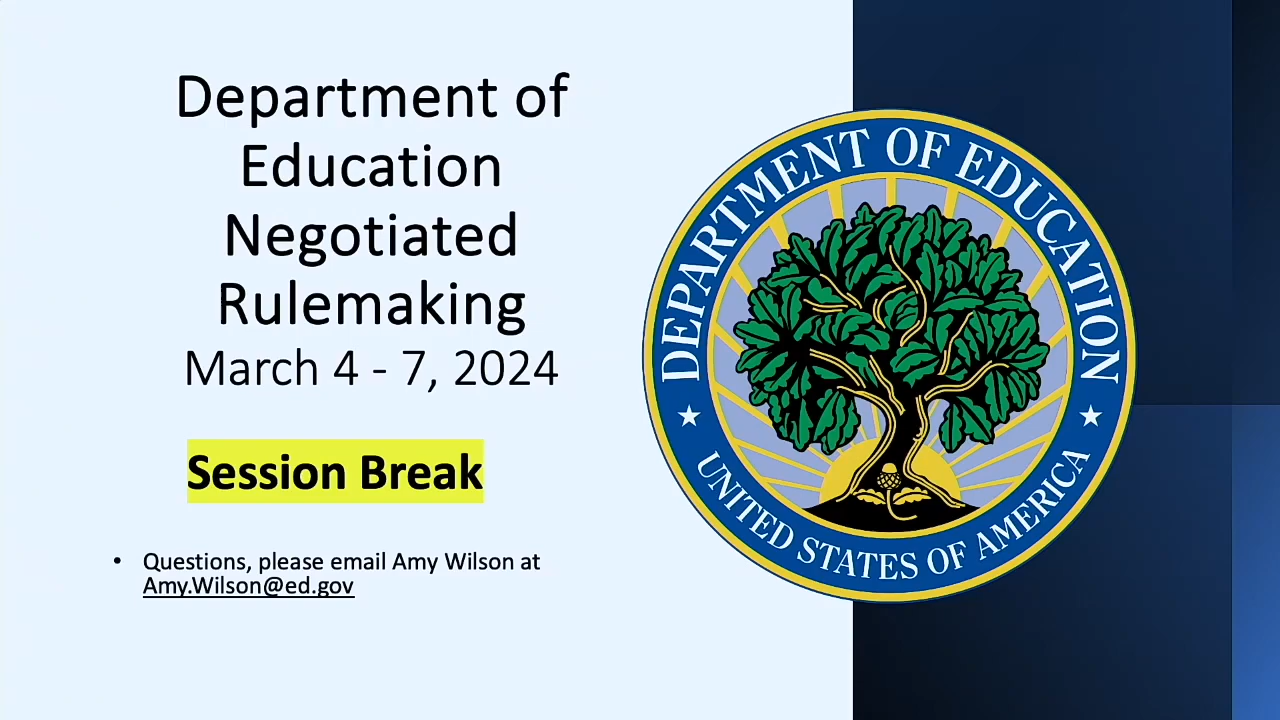 Department of
Education
Negotiated
Rulemaking
March 4 - 7, 2024
Session Break
• Questions, please email Amy Wilson at
Amy.Wilson@ed.gov
DEPARTMENT OF EDUCATION
UNITED STATES OF AMERICA